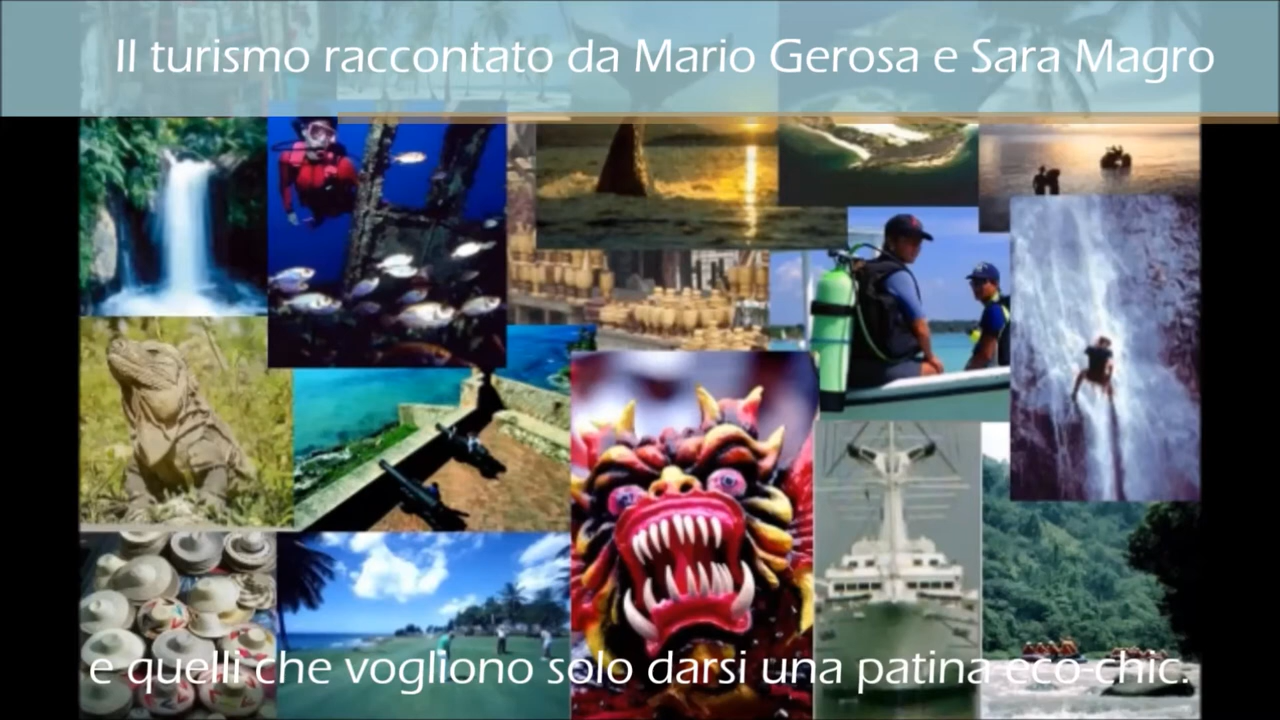 Il turismo raccontato da Mario Gerosa e Sara Magro
e quelli che vogliono solo darsi una patina eco-chic.